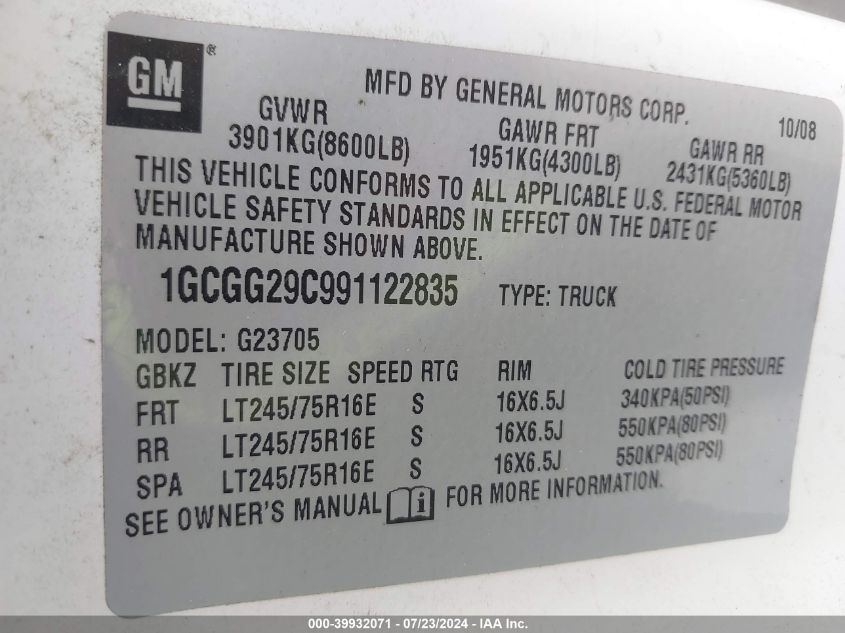 GM ®
MFD BY GENERAL MOTORS CORP.
10/08
GVWR GAWR FRT GAWR RR
3901KG(8600LB) 1951KG(4300LB) 2431KG(5360LB)
THIS VEHICLE CONFORMS TO ALL APPLICABLE U.S. FEDERAL MOTOR
VEHICLE SAFETY STANDARDS IN EFFECT ON THE DATE OF
MANUFACTURE SHOWN ABOVE.
1GCGG29C991122835 TYPE: TRUCK
MODEL: G23705
GBKZ TIRE SIZE SPEED RTG RIM COLD TIRE PRESSURE
FRT LT245/75R16E S 16X6.5J 340KPA(50PSI)
RR LT245/75R16E S 16X6.5J 550KPA(80PSI)
SPA LT245/75R16E S 16X6.5J 550KPA(80PSI)
SEE OWNER'S MANUAL i FOR MORE INFORMATION.
000-39932071 - 07/23/2024 - IAA Inc.